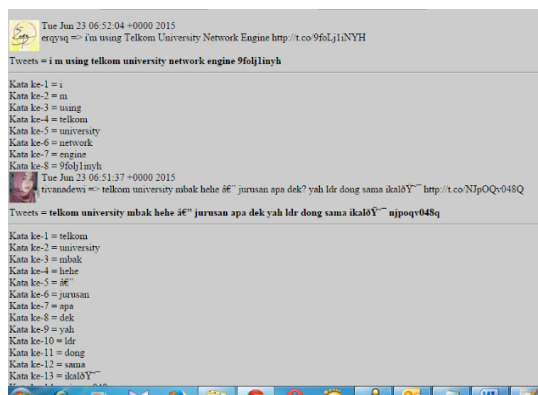 Tue Jun 23 06:52:04 +0000 2015
erqysq => i'm using Telkom University Network Engine http://t.co/9foLj1iNYH
Tweets = i m using telkom university network engine 9folj1inyh
Kata ke-1 = i
Kata ke-2 = m
Kata ke-3 = using
Kata ke-4 = telkom
Kata ke-5 = university
Kata ke-6 = network
Kata ke-7 = engine
Kata ke-8 = 9folj1inyh
Tue Jun 23 06:51:37 +0000 2015
tivanadewi => telkom university mbak hehe â€” jurusan apa dek? yah ldr dong sama ikalðŸ˜¯ http://t.co/NJpOQv048Q
Tweets = telkom university mbak hehe â€” jurusan apa dek yah ldr dong sama ikalðŸ˜¯ njpoqv048q
Kata ke-1 = telkom
Kata ke-2 = university
Kata ke-3 = mbak
Kata ke-4 = hehe
Kata ke-5 = â€”
Kata ke-6 = jurusan
Kata ke-7 = apa
Kata ke-8 = dek
Kata ke-9 = yah
Kata ke-10 = ldr
Kata ke-11 = dong
Kata ke-12 = sama
Kata ke-13 = ikalðŸ˜¯